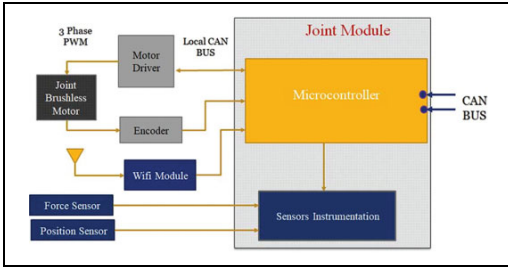 Joint Module
3 Phase
PWM
Motor
Driver
Local CAN
BUS
Joint
Brushless
Motor
Microcontroller
CAN
BUS
Encoder
Wifi Module
Force Sensor
Position Sensor
Sensors Instrumentation